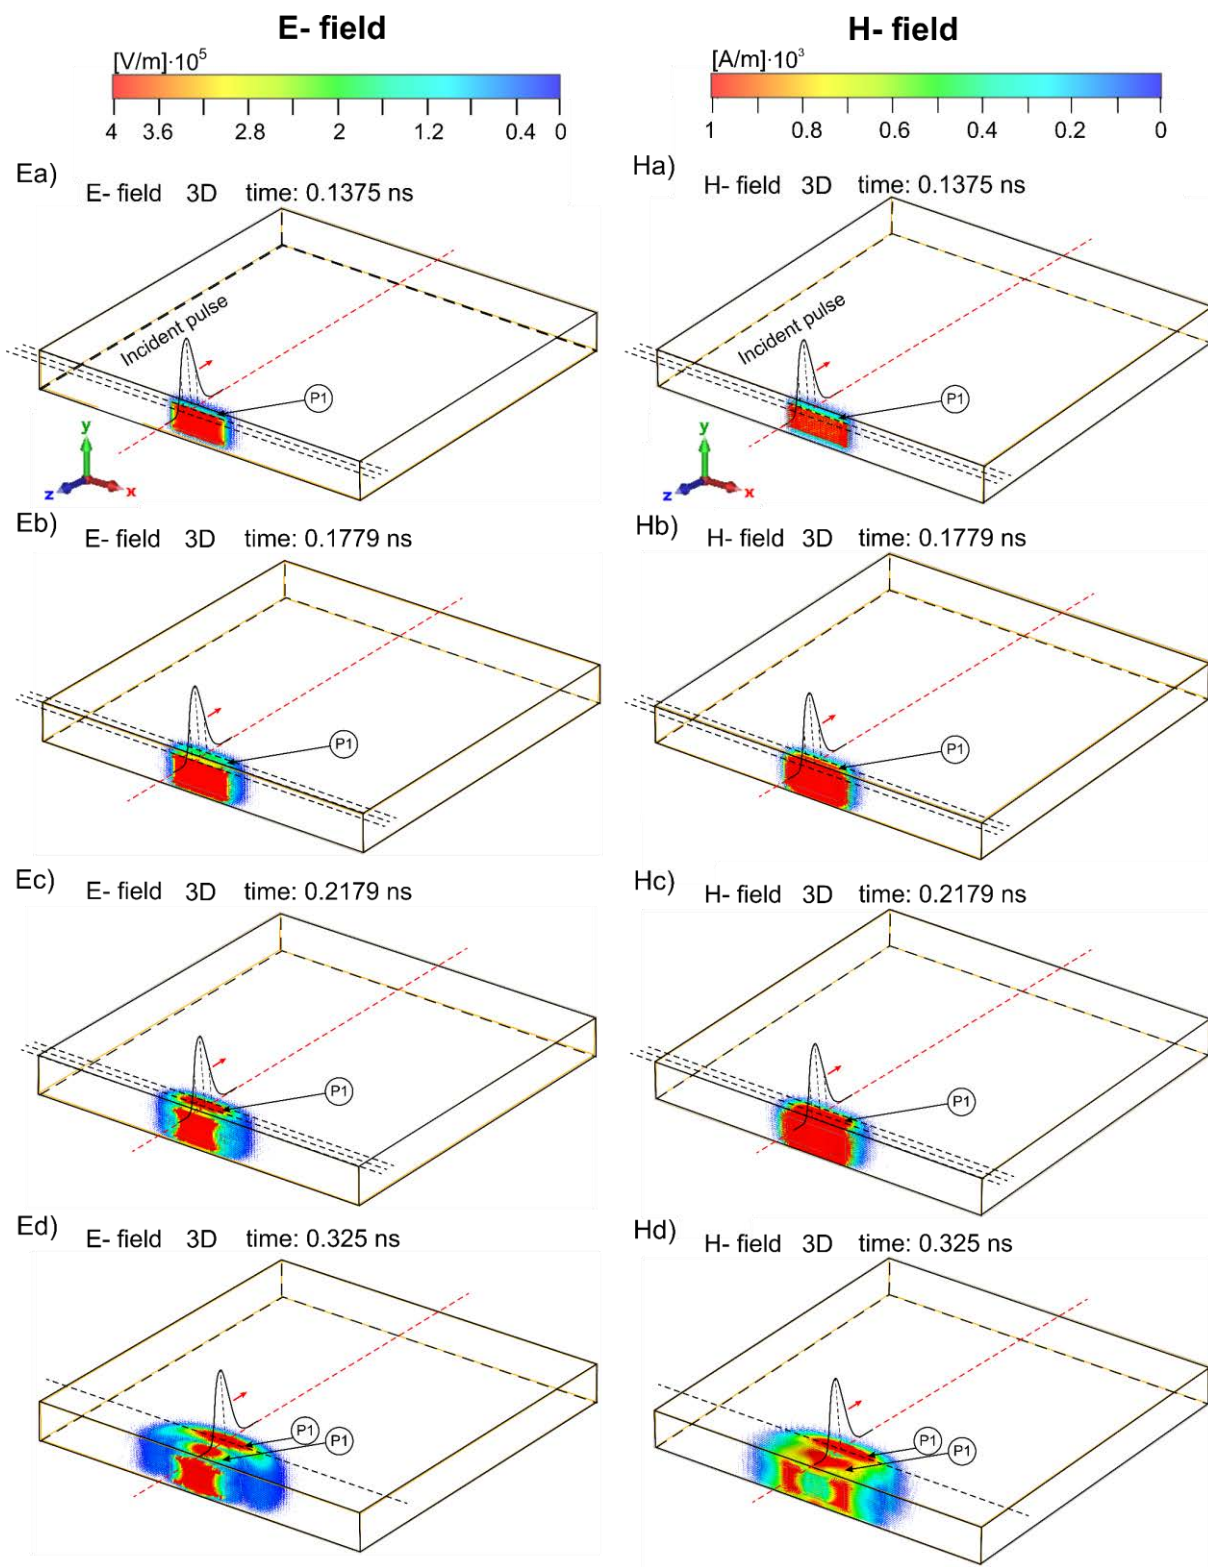 E- field H- field
[V/m]·10⁵ [A/m]·10³
4 3.6 2.8 2 1.2 0.4 0 1 0.8 0.6 0.4 0.2 0
Ea) Ha)
E- field 3D time: 0.1375 ns H- field 3D time: 0.1375 ns
Incident pulse Incident pulse
P1 P1
y y
z x z x
Eb) Hb)
E- field 3D time: 0.1779 ns H- field 3D time: 0.1779 ns
P1 P1
Ec) Hc)
E- field 3D time: 0.2179 ns H- field 3D time: 0.2179 ns
P1 P1
Ed) Hd)
E- field 3D time: 0.325 ns H- field 3D time: 0.325 ns
P1 P1
P1 P1